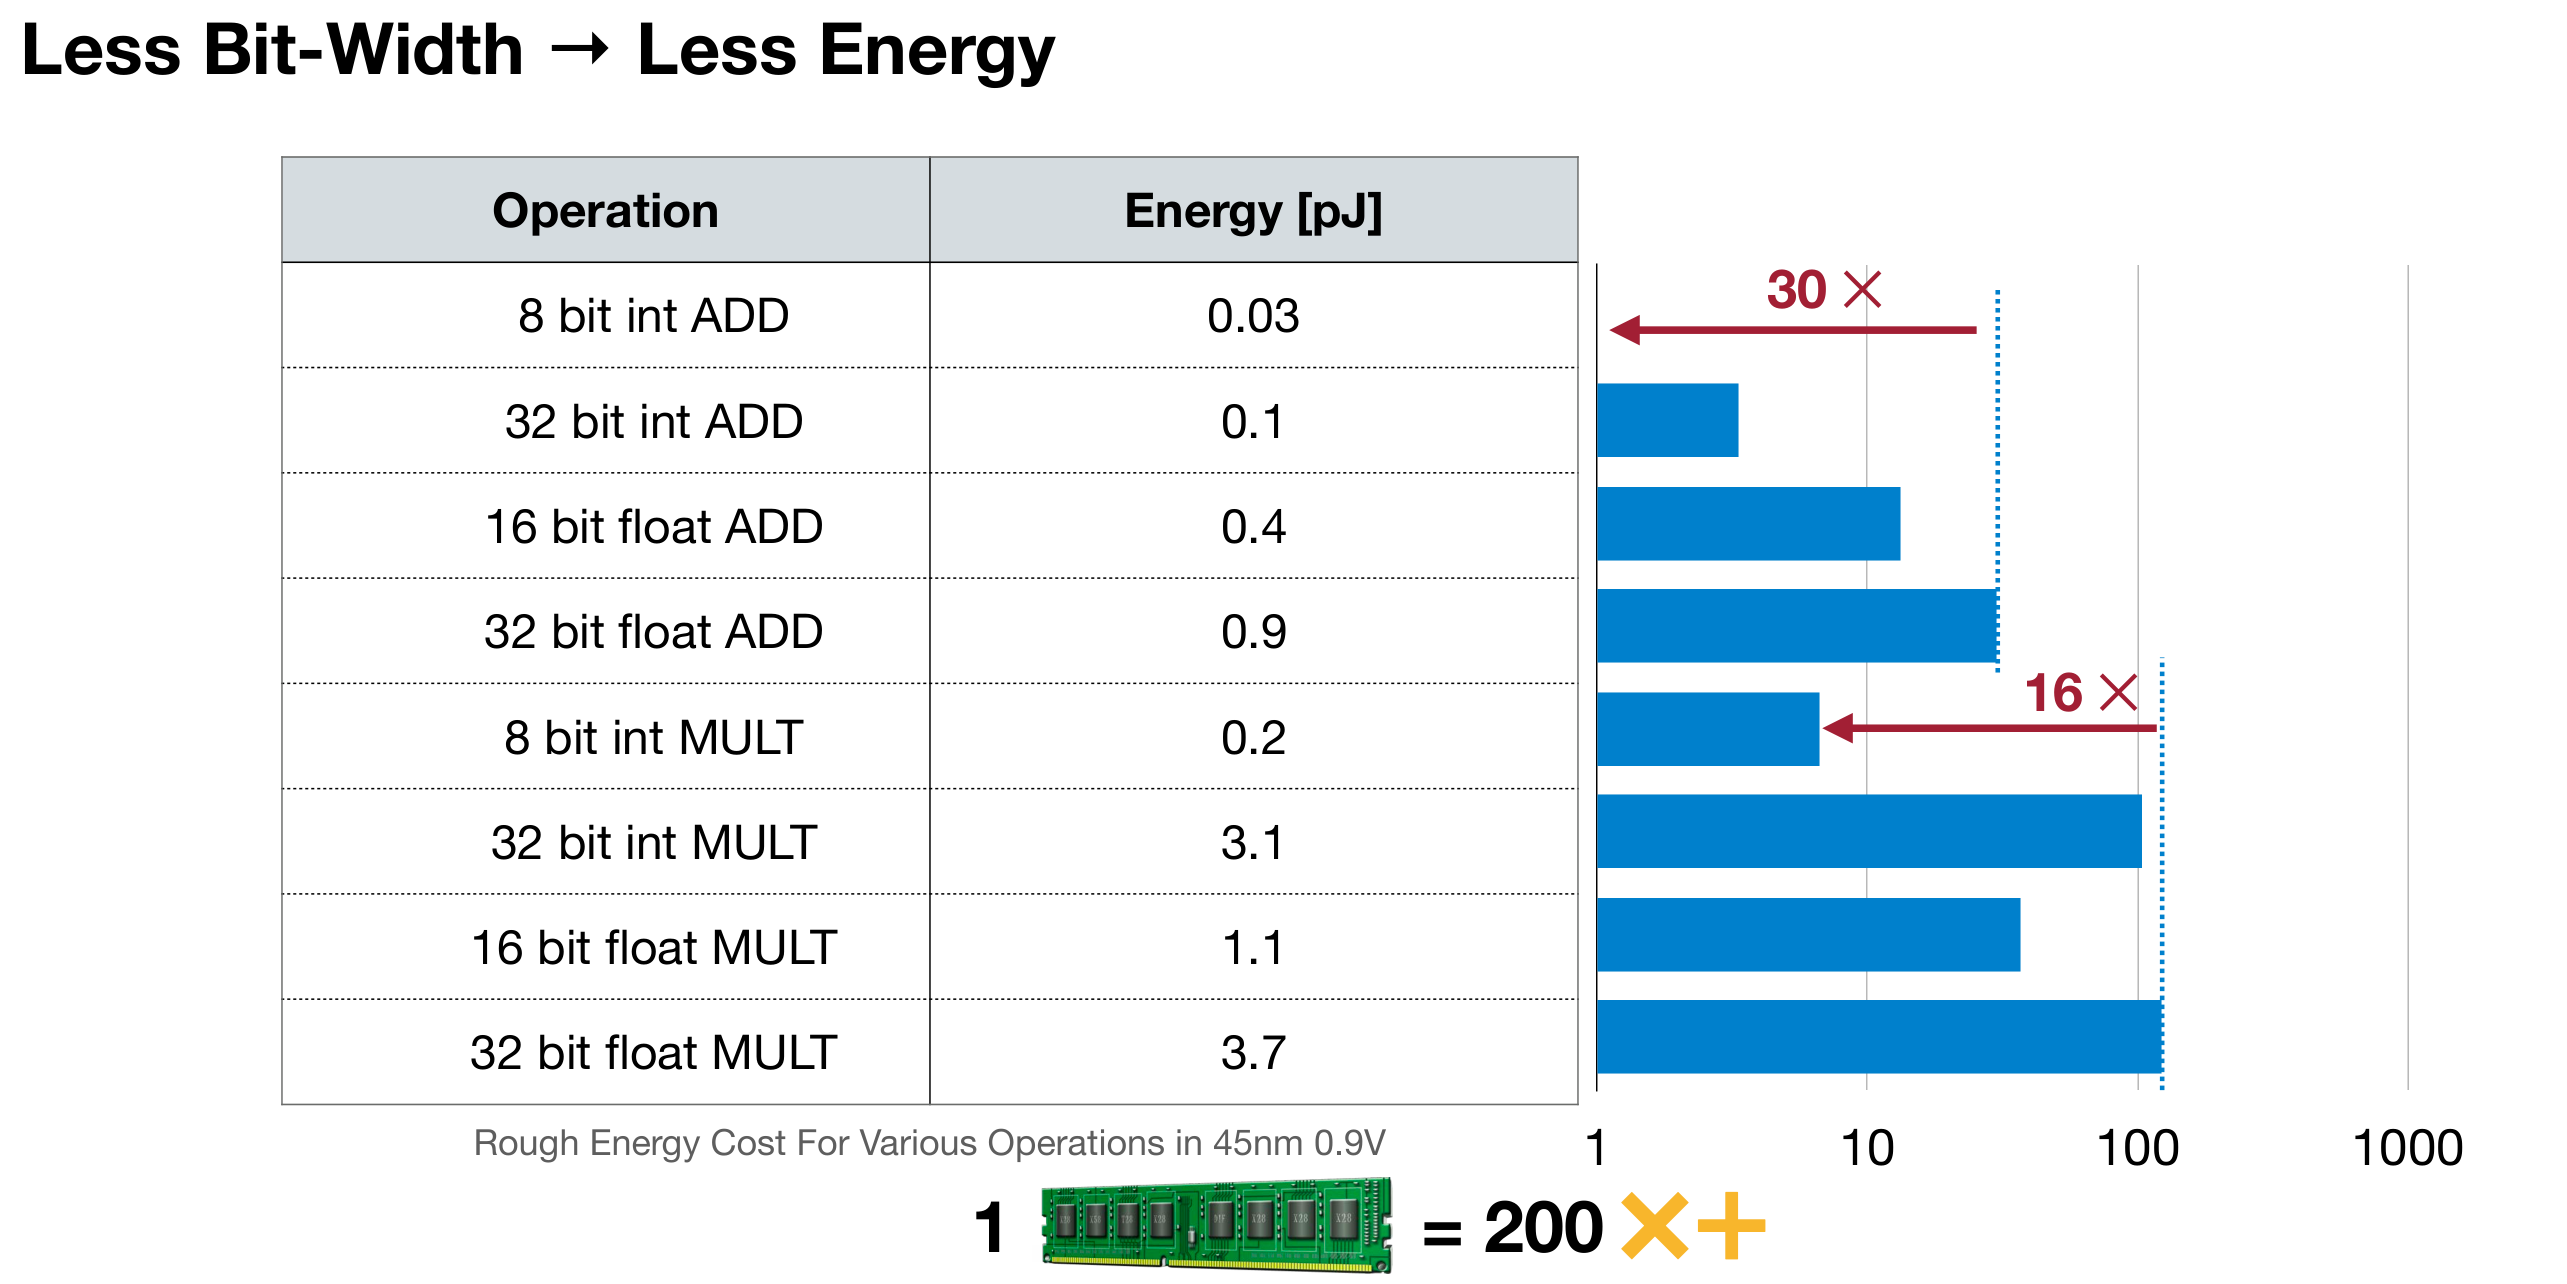 Less Bit-Width → Less Energy
Operation Energy [pJ]
8 bit int ADD 0.03
30 ×
32 bit int ADD 0.1
16 bit float ADD 0.4
32 bit float ADD 0.9
16 ×
8 bit int MULT 0.2
32 bit int MULT 3.1
16 bit float MULT 1.1
32 bit float MULT 3.7
1 10 100 1000
Rough Energy Cost For Various Operations in 45nm 0.9V
1 = 200 ×+